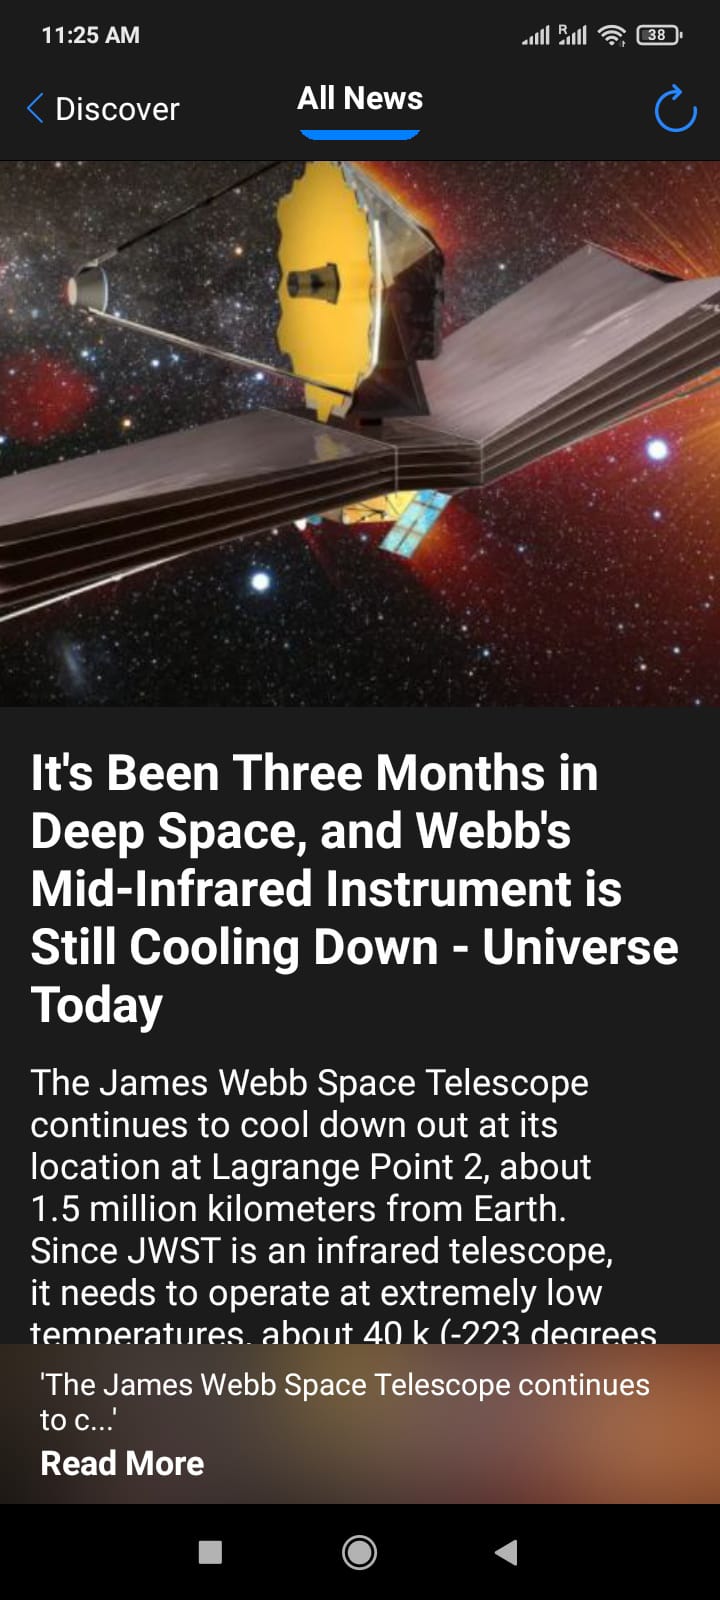 11:25 AM
R
38
Discover
All News
It's Been Three Months in
Deep Space, and Webb's
Mid-Infrared Instrument is
Still Cooling Down - Universe
Today
The James Webb Space Telescope
continues to cool down out at its
location at Lagrange Point 2, about
1.5 million kilometers from Earth.
Since JWST is an infrared telescope,
it needs to operate at extremely low
temperatures, about 40 k (-223 degrees
'The James Webb Space Telescope continues
to c...'
Read More